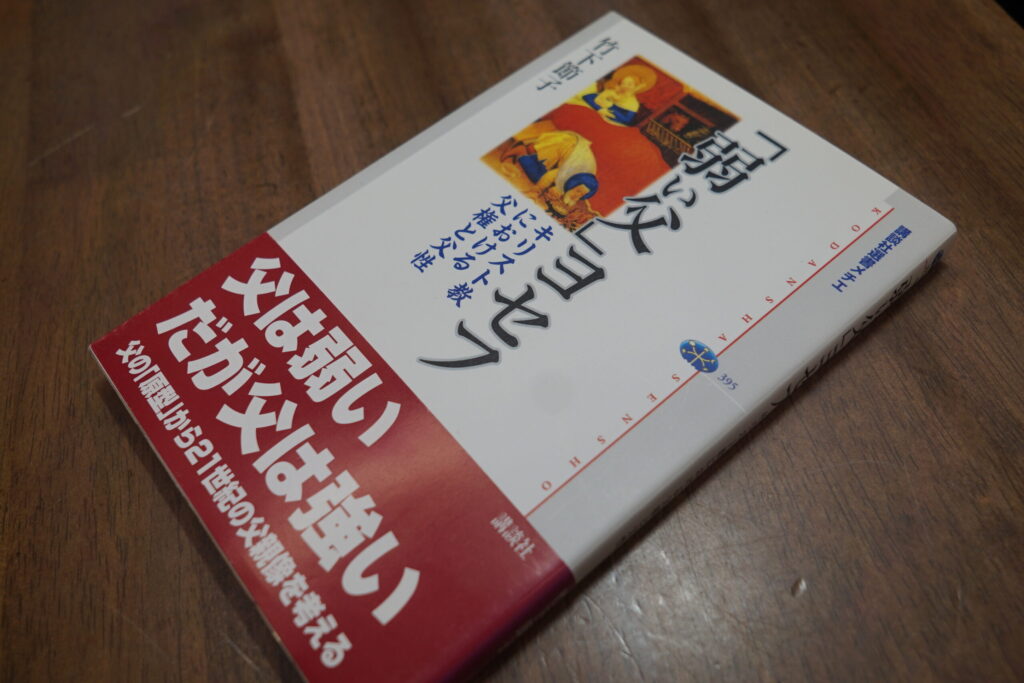 竹下節子
「弱い父」ヨセフ
キリスト教
における
父権と父性
講談社選書メチエ
KODANSHA SENSHO
395
父は弱い
だが父は強い
父の「原型」から21世紀の父親像を考える
講談社